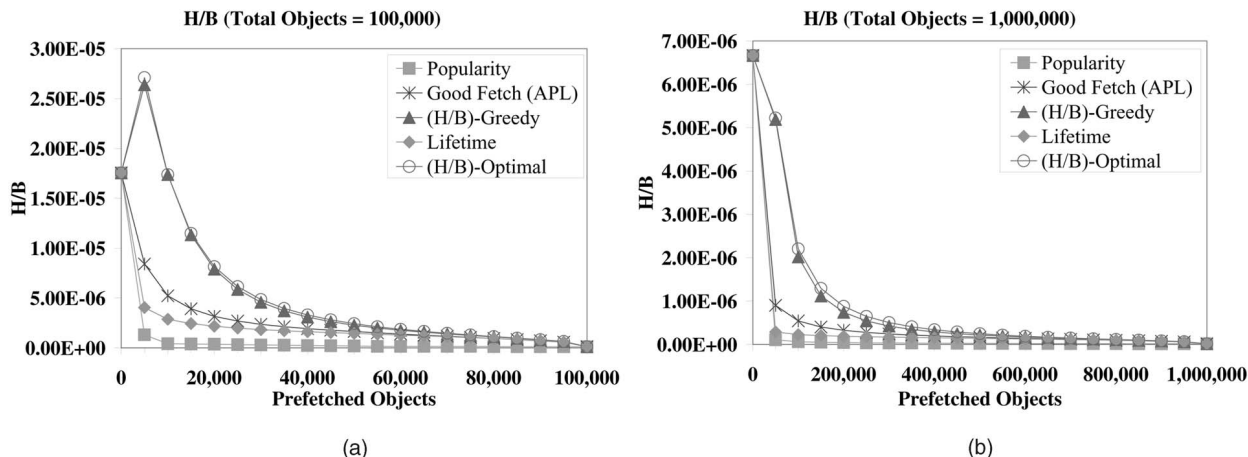 H/B (Total Objects = 100,000)
3.00E-05
2.50E-05
2.00E-05
1.50E-05
1.00E-05
5.00E-06
0.00E+00
H/B
Popularity
Good Fetch (APL)
(H/B)-Greedy
Lifetime
(H/B)-Optimal
0 20,000 40,000 60,000 80,000 100,000
Prefetched Objects
(a)
H/B (Total Objects = 1,000,000)
7.00E-06
6.00E-06
5.00E-06
4.00E-06
3.00E-06
2.00E-06
1.00E-06
0.00E+00
H/B
Popularity
Good Fetch (APL)
(H/B)-Greedy
Lifetime
(H/B)-Optimal
0 200,000 400,000 600,000 800,000 1,000,000
Prefetched Objects
(b)